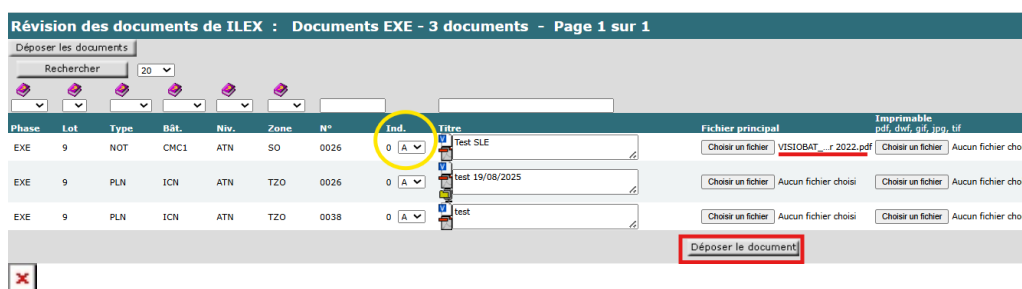 Révision des documents de ILEX : Documents EXE - 3 documents - Page 1 sur 1
Déposer les documents
Rechercher 20
Phase Lot Type Bât. Niv. Zone N° Ind. Titre Fichier principal Imprimable
pdf, dwf, gif, jpg, tif
EXE 9 NOT CMC1 ATN SO 0026 0 A Test SLE Choisir un fichier VISIOBAT_...r 2022.pdf Choisir un fichier Aucun fichier cho
EXE 9 PLN ICN ATN TZO 0026 0 A test 19/08/2025 Choisir un fichier Aucun fichier choisi Choisir un fichier Aucun fichier cho
EXE 9 PLN ICN ATN TZO 0038 0 A test Choisir un fichier Aucun fichier choisi Choisir un fichier Aucun fichier cho
Déposer le document